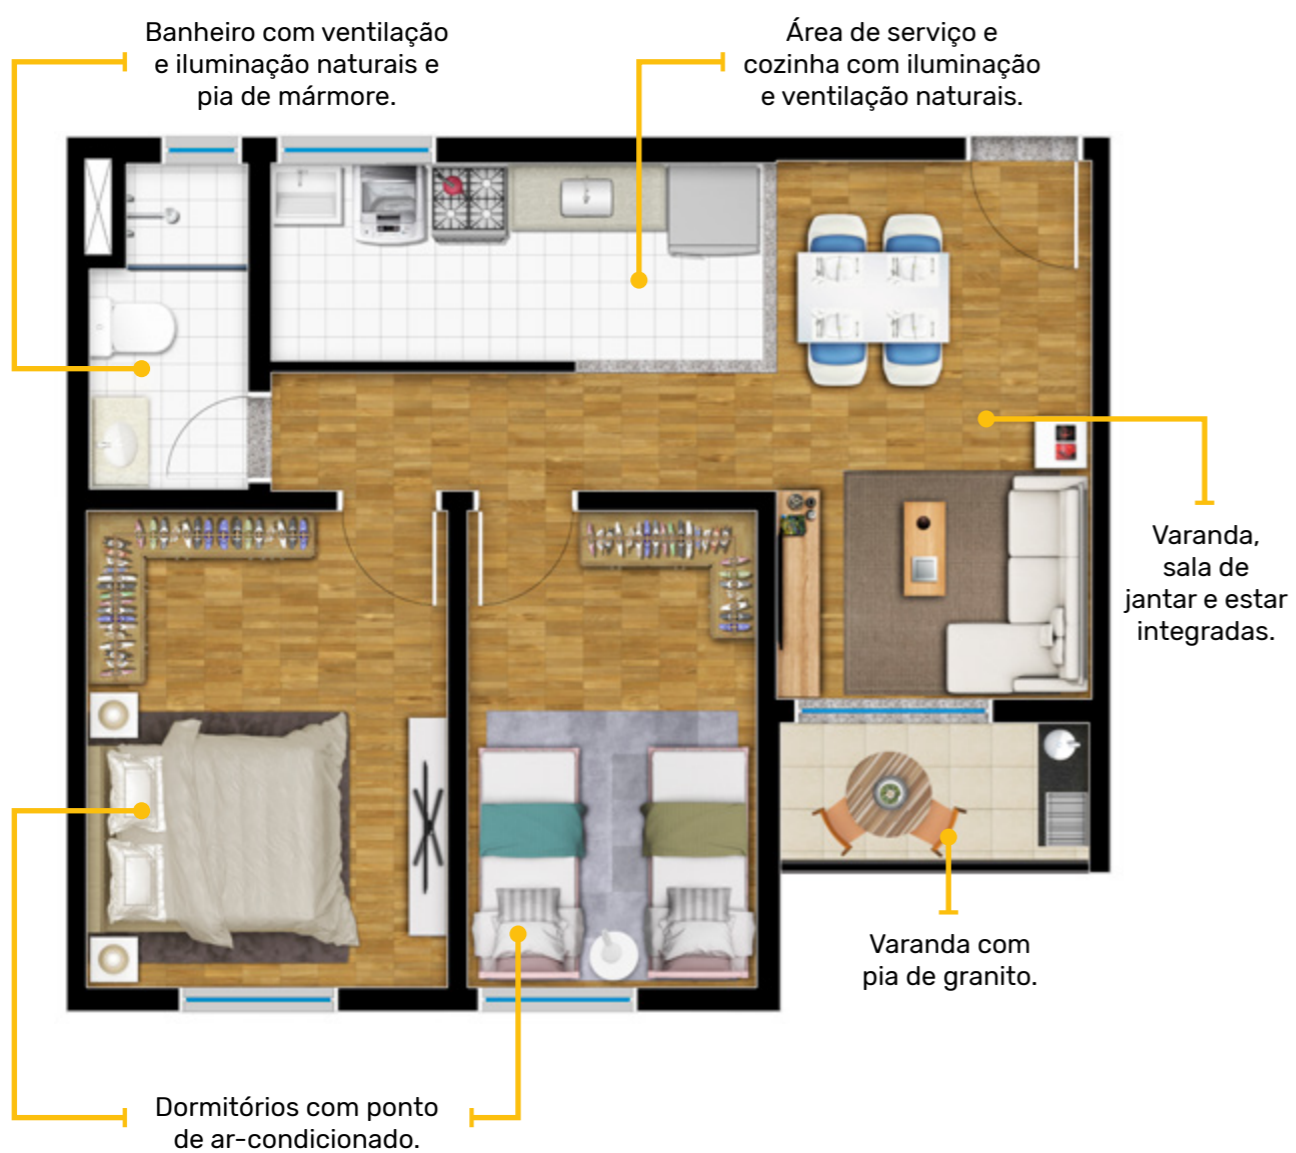 Banheiro com ventilação
e iluminação naturais e
pia de mármore.
Área de serviço e
cozinha com iluminação
e ventilação naturais.
Varanda,
sala de
jantar e estar
integradas.
Varanda com
pia de granito.
Dormitórios com ponto
de ar-condicionado.